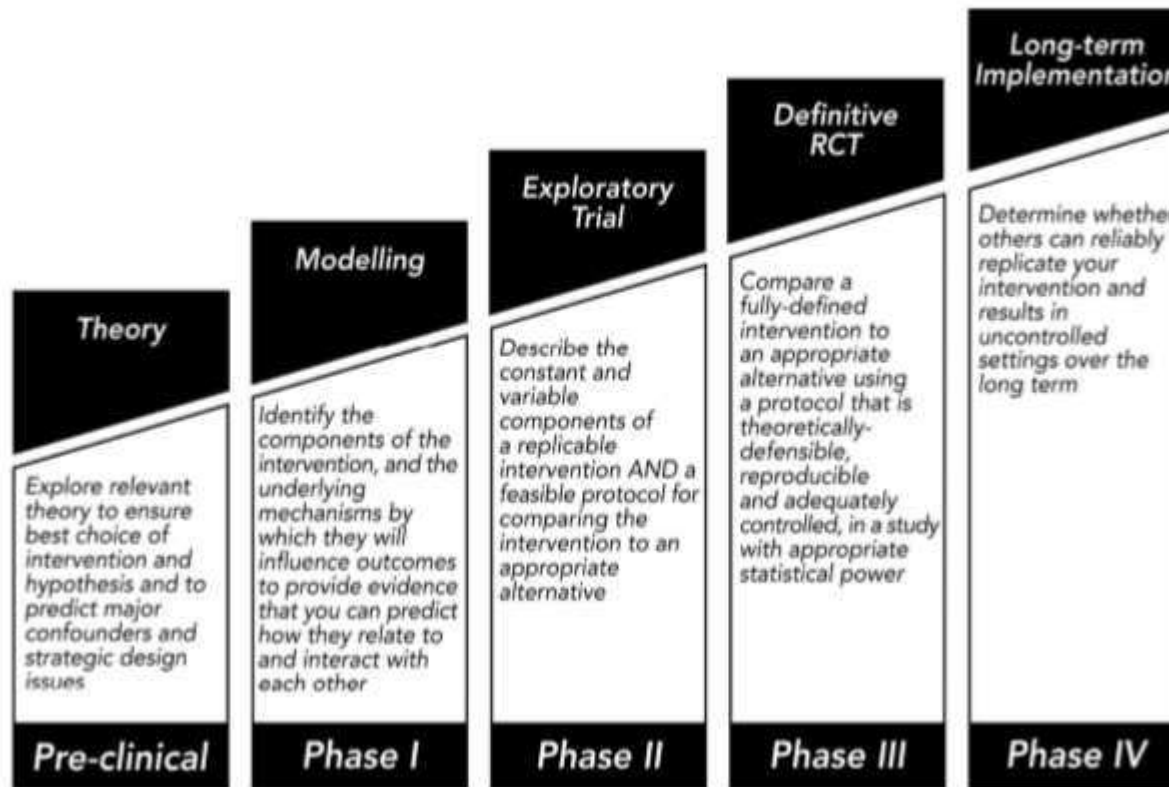 Theory
Explore relevant
theory to ensure
best choice of
intervention and
hypothesis and to
predict major
confounders and
strategic design
issues
Pre-clinical
Modelling
Identify the
components of the
intervention, and the
underlying
mechanisms by
which they will
influence outcomes
to provide evidence
that you can predict
how they relate to
and interact with
each other
Phase I
Exploratory
Trial
Describe the
constant and
variable
components of
a replicable
intervention AND a
feasible protocol for
comparing the
intervention to an
appropriate
alternative
Phase II
Definitive
RCT
Compare a
fully-defined
intervention to
an appropriate
alternative using
a protocol that is
theoretically-
defensible,
reproducible
and adequately
controlled, in a study
with appropriate
statistical power
Phase III
Long-term
Implementation
Determine whether
others can reliably
replicate your
intervention and
results in
uncontrolled
settings over the
long term
Phase IV